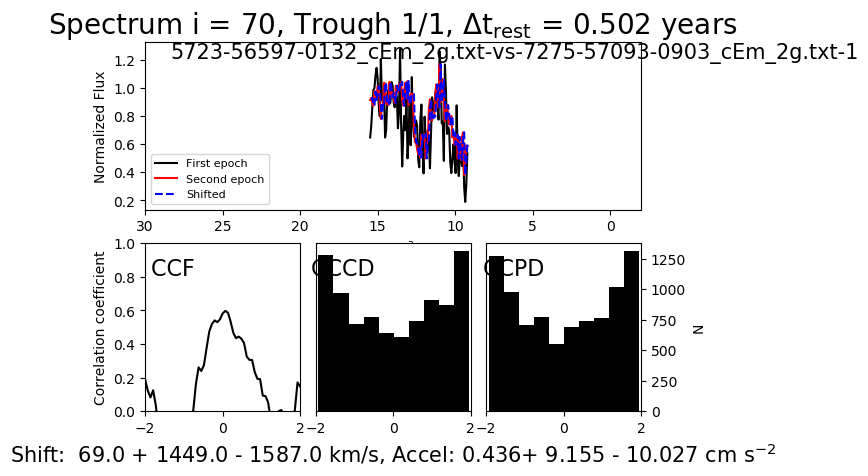 Spectrum i = 70, Trough 1/1, Δt_rest = 0.502 years
5723-56597-0132_cEm_2g.txt-vs-7275-57093-0903_cEm_2g.txt-1
Normalized Flux
1.2
1.0
0.8
0.6
0.4
0.2
First epoch
Second epoch
Shifted
30 25 20 15 10 5 0
Correlation coefficient
1.0
0.8
0.6
0.4
0.2
0.0
CCF
CCCD
CCPD
1250
1000
750
500
250
0
N
−2 0 2
−2 0 2
−2 0 2
Shift: 69.0 + 1449.0 - 1587.0 km/s, Accel: 0.436+ 9.155 - 10.027 cm s⁻²